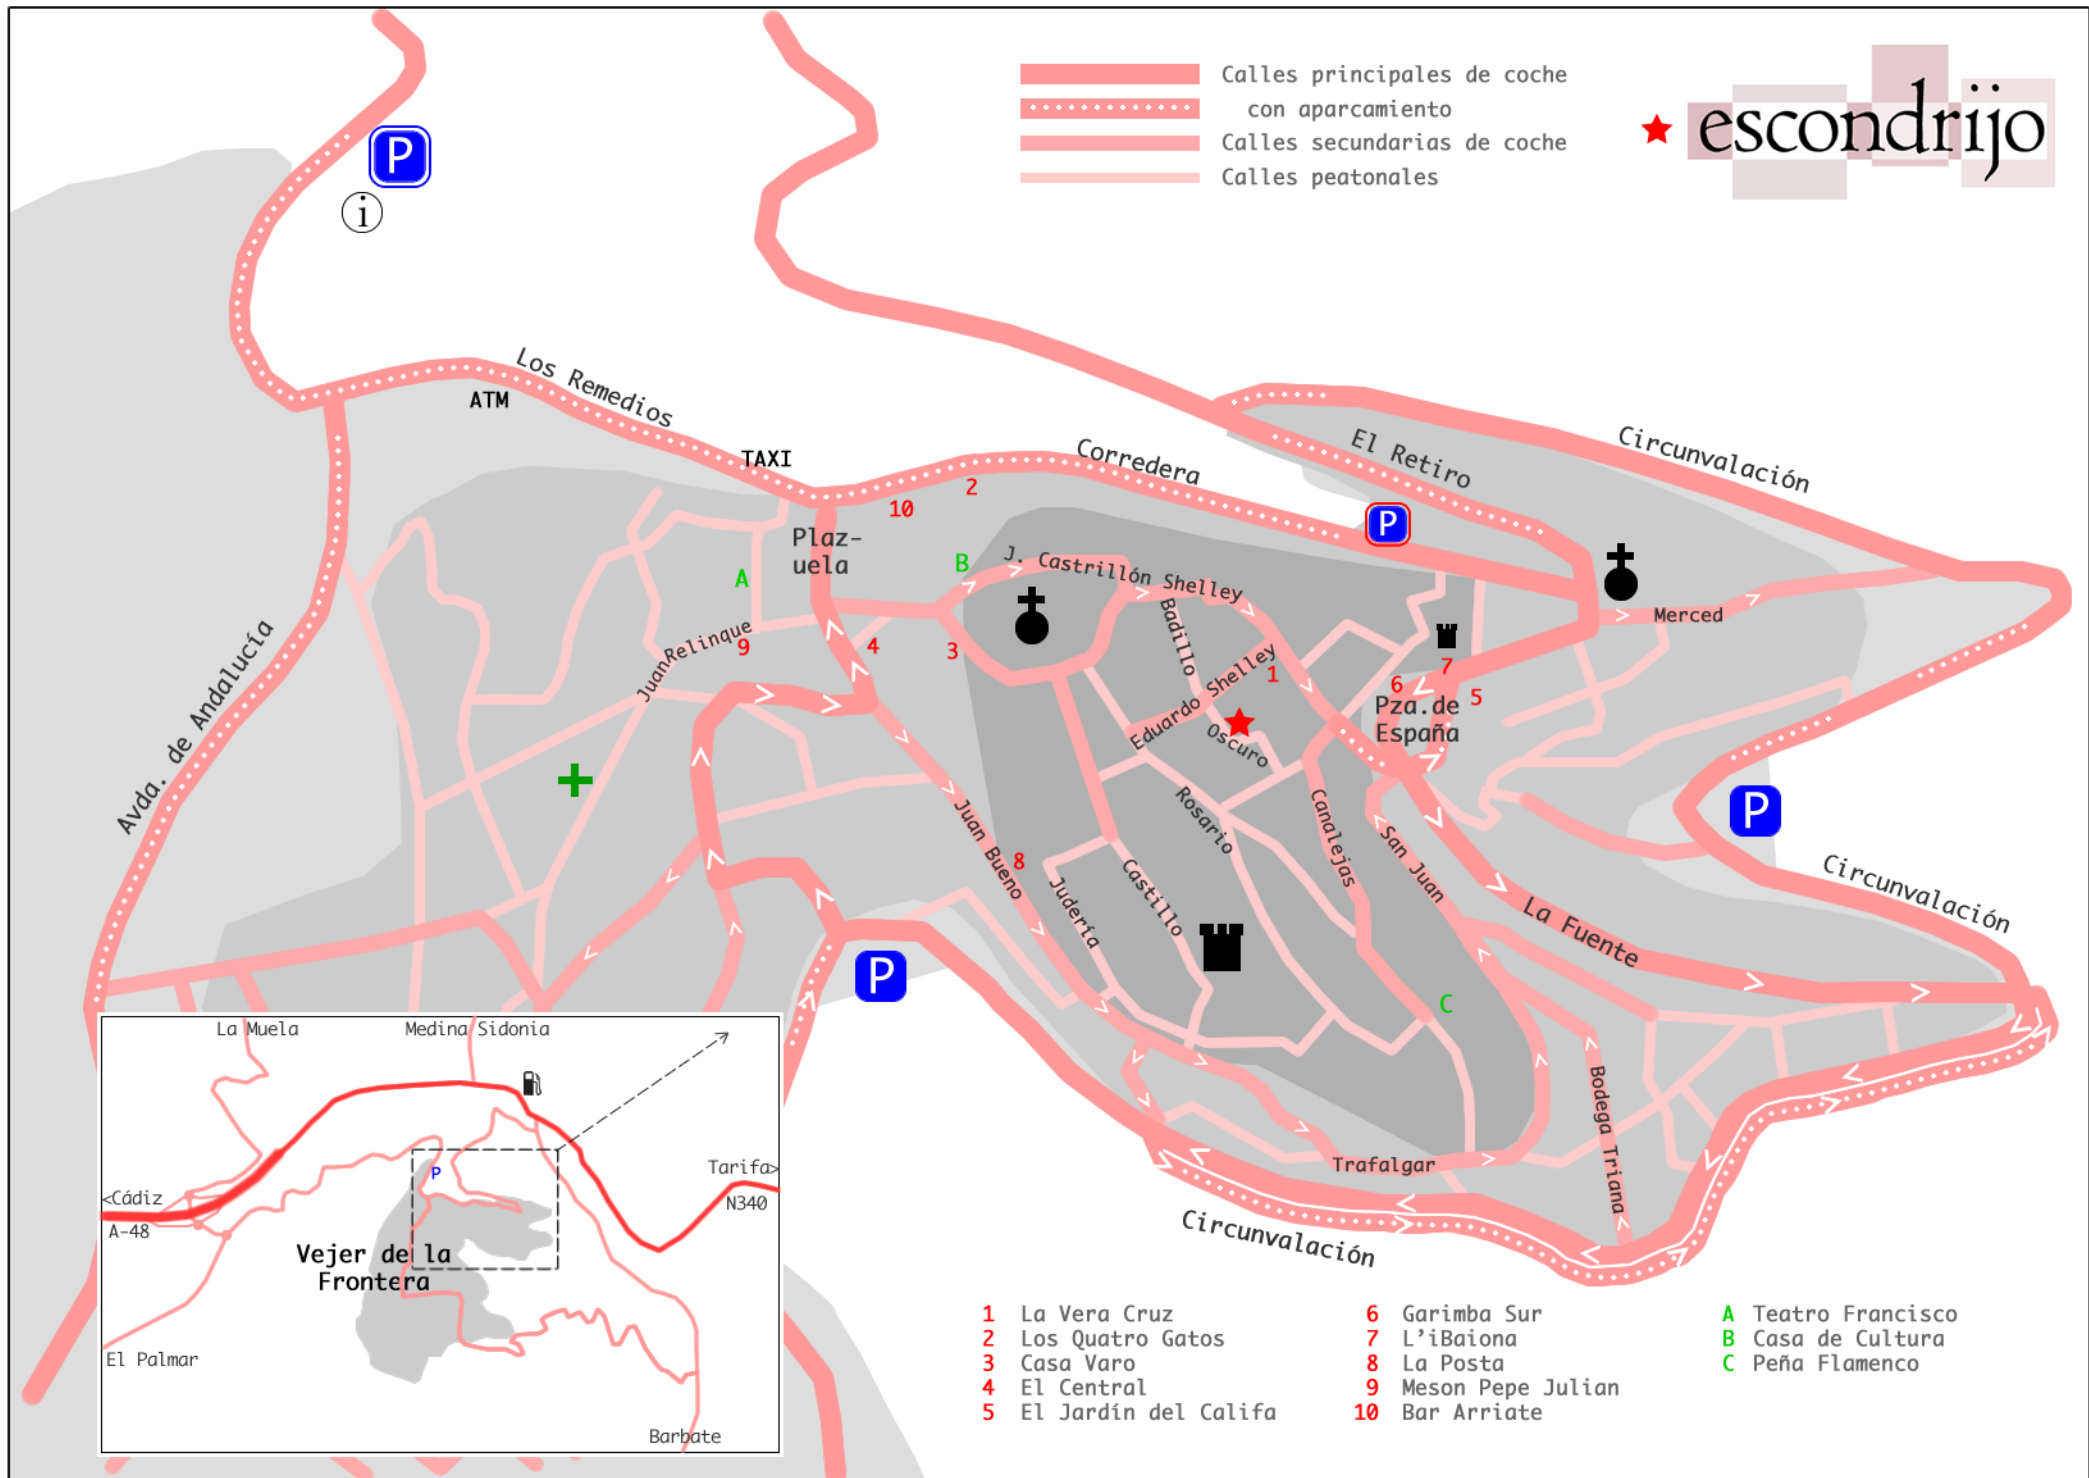 Calles principales de coche
con aparcamiento
Calles secundarias de coche
Calles peatonales
escondrijo
P
i
Los Remedios
ATM
TAXI
Corredera
El Retiro
Circunvalación
P
2
10
Plaz-
uela
A
B
J. Castrillón Shelley
Badillo
Merced
Juan Relinque
9
4
3
Eduardo Shelley
1
7
6
5
Pza.de
España
Oscuro
Avda. de Andalucía
Juan Bueno
8
Rosario
Canalejas
San Juan
P
Circunvalación
Judería
Castillo
La Fuente
P
C
Bodega Triana
Trafalgar
Circunvalación
La Muela
Medina Sidonia
P
Tarifa>
N340
<Cádiz
A-48
Vejer de la
Frontera
El Palmar
Barbate
1 La Vera Cruz
2 Los Quatro Gatos
3 Casa Varo
4 El Central
5 El Jardín del Califa
6 Garimba Sur
7 L'iBaiona
8 La Posta
9 Meson Pepe Julian
10 Bar Arriate
A Teatro Francisco
B Casa de Cultura
C Peña Flamenco